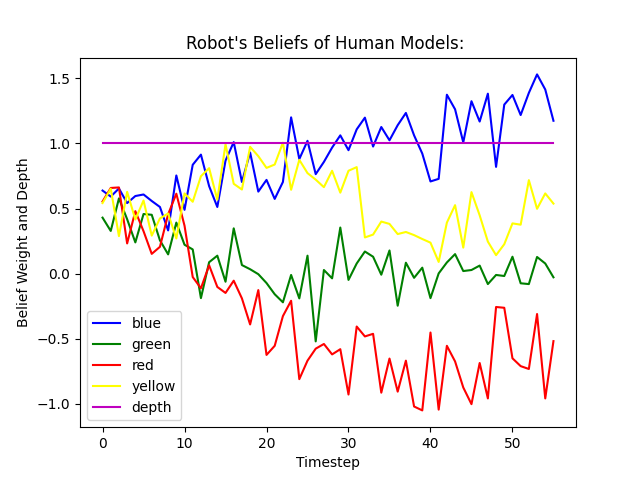 Robot's Beliefs of Human Models:
Belief Weight and Depth
1.5
1.0
0.5
0.0
−0.5
−1.0
blue
green
red
yellow
depth
0 10 20 30 40 50
Timestep